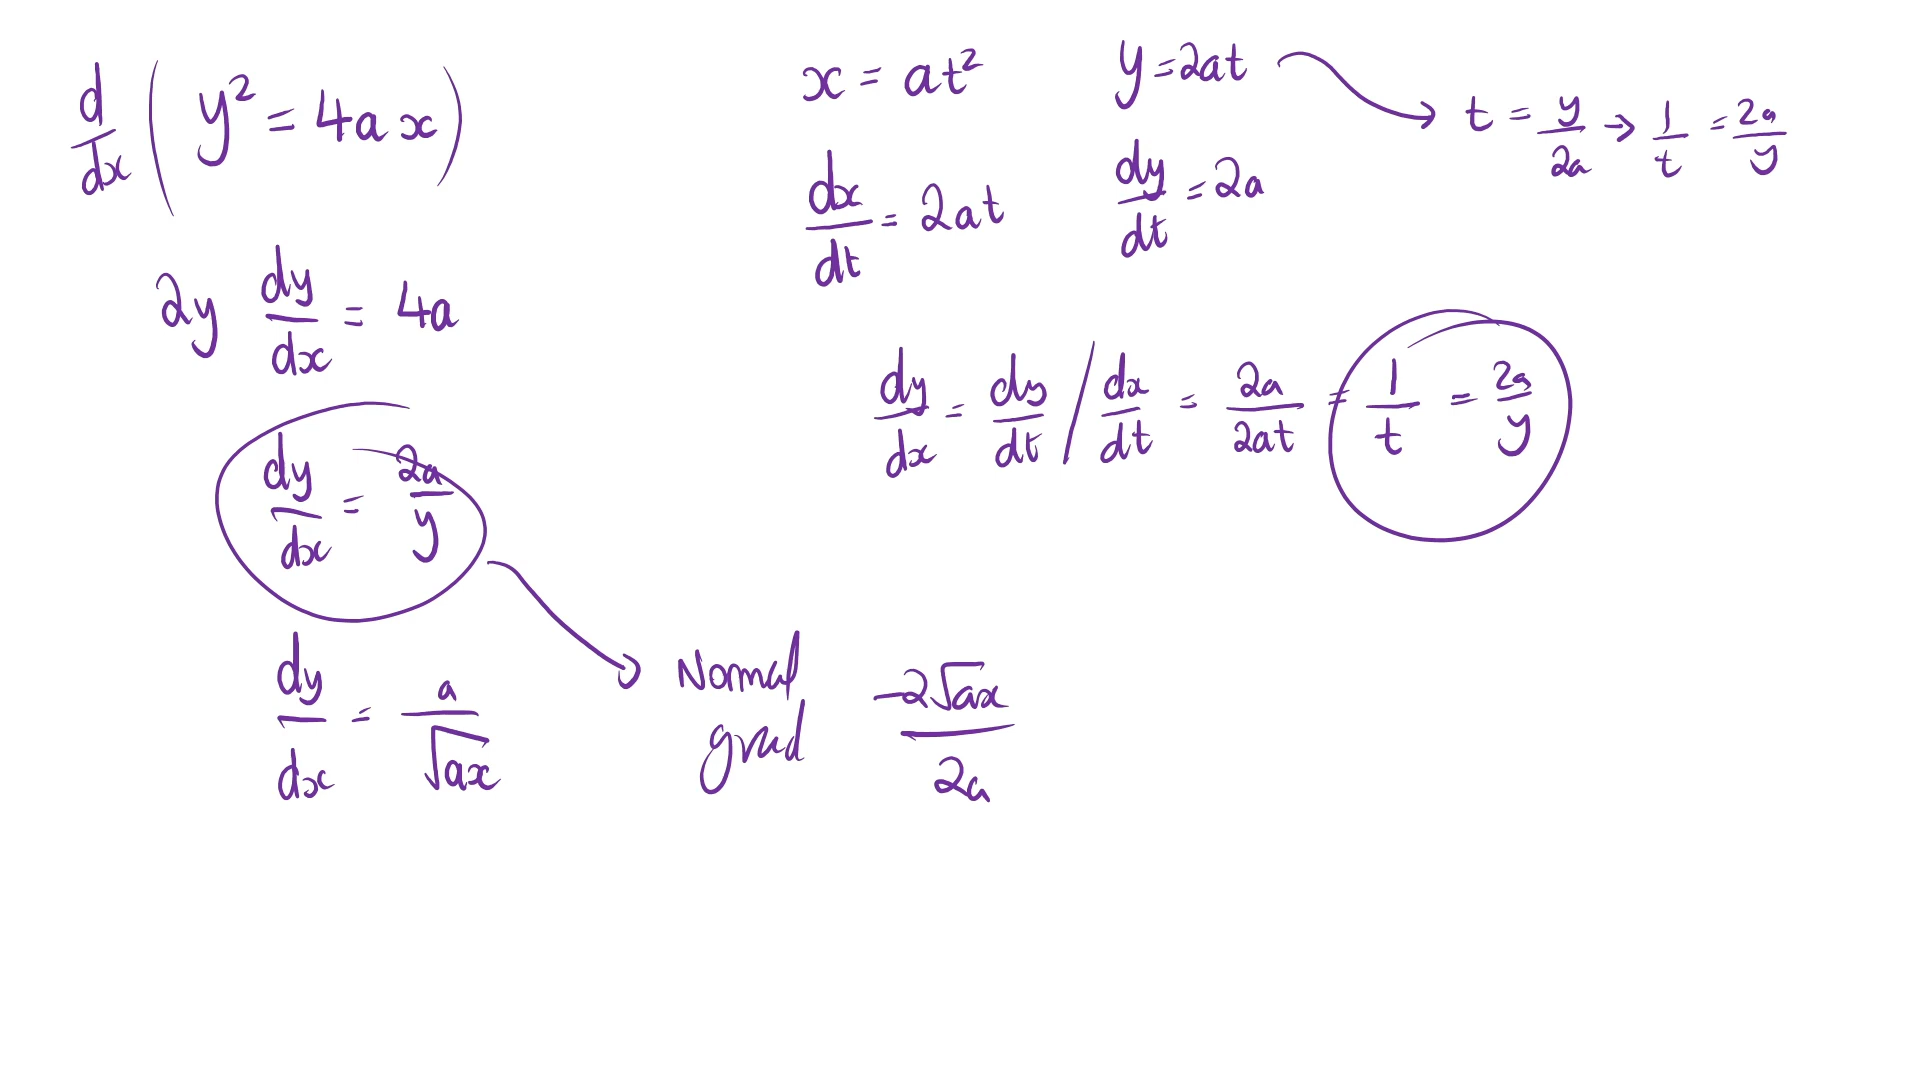 d/dx ( y² = 4ax )
2y dy/dx = 4a
dy/dx = 2a/y
dy/dx = a/√ax
x = at² y = 2at → t = y/2a → 1/t = 2a/y
dx/dt = 2at dy/dt = 2a
dy/dx = dy/dt / dx/dt = 2a/2at = 1/t = 2a/y
Normal grad -2√ax/2a